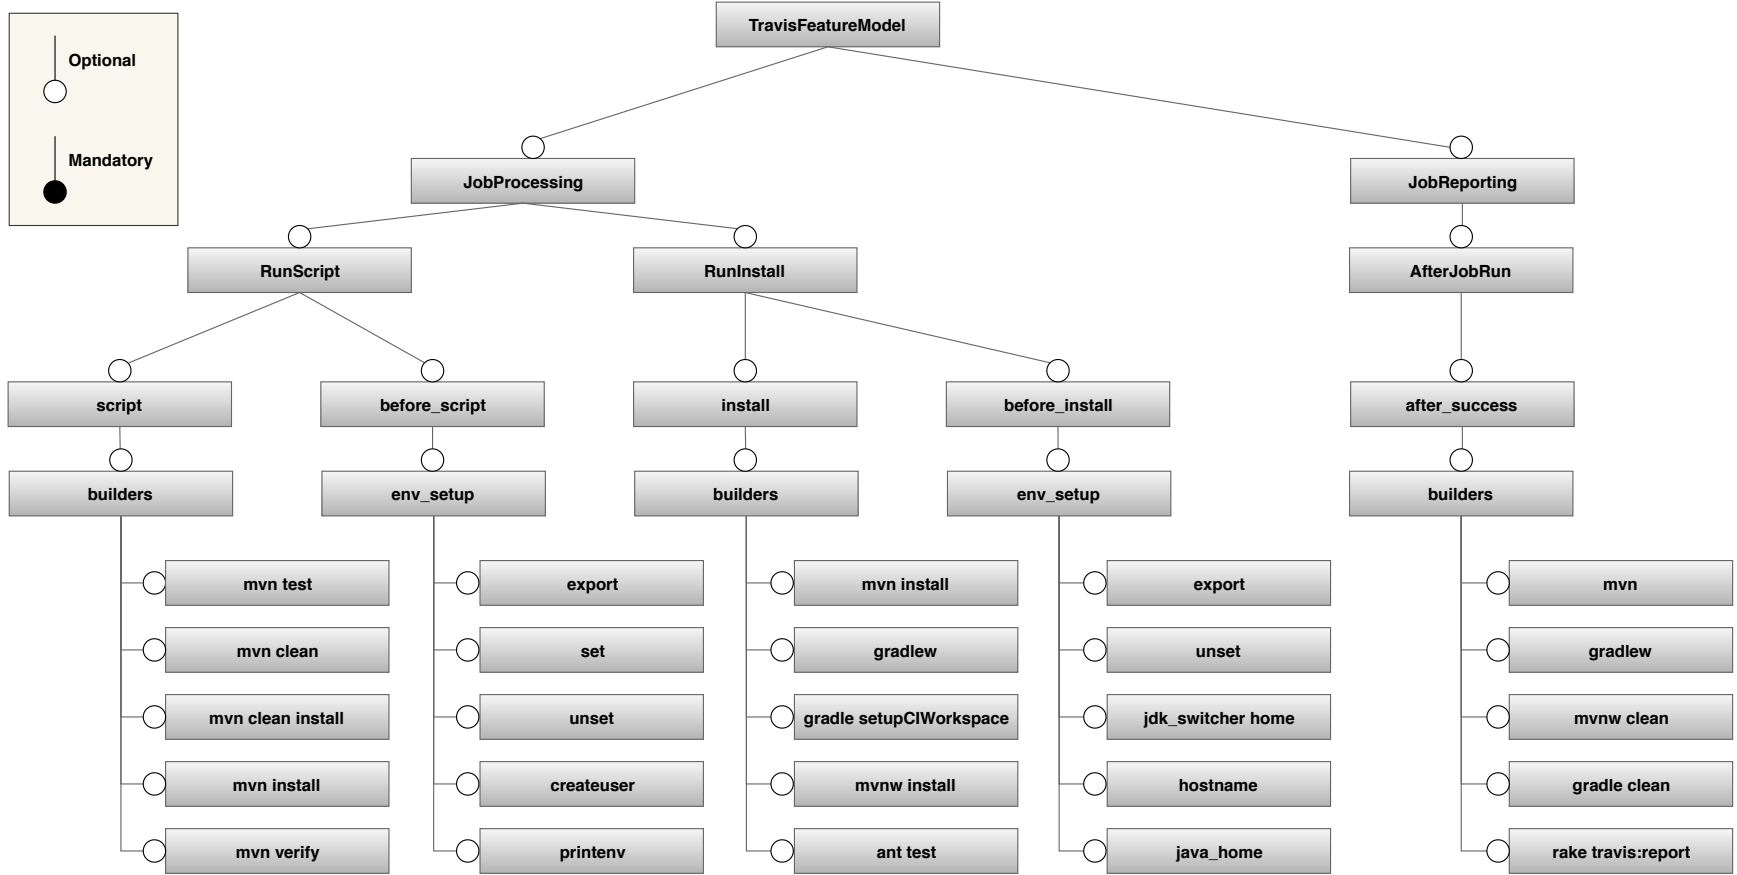 TravisFeatureModel
Optional
Mandatory
JobProcessing
JobReporting
RunScript
RunInstall
AfterJobRun
script
before_script
install
before_install
after_success
builders
env_setup
builders
env_setup
builders
mvn test
export
mvn install
export
mvn
mvn clean
set
gradlew
unset
gradlew
mvn clean install
unset
gradle setupCIWorkspace
jdk_switcher home
mvnw clean
mvn install
createuser
mvnw install
hostname
gradle clean
mvn verify
printenv
ant test
java_home
rake travis:report